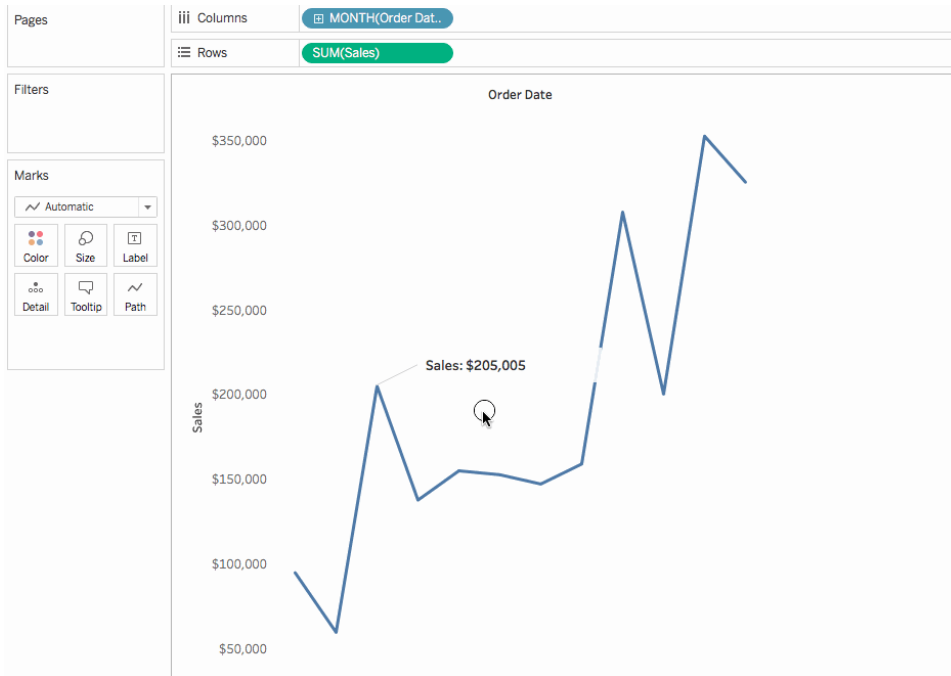 Pages
Columns
MONTH(Order Dat..
Rows
SUM(Sales)
Filters
Marks
Automatic
Color
Size
T
Label
Detail
Tooltip
Path
Order Date
$350,000
$300,000
$250,000
$200,000
$150,000
$100,000
$50,000
Sales
Sales: $205,005